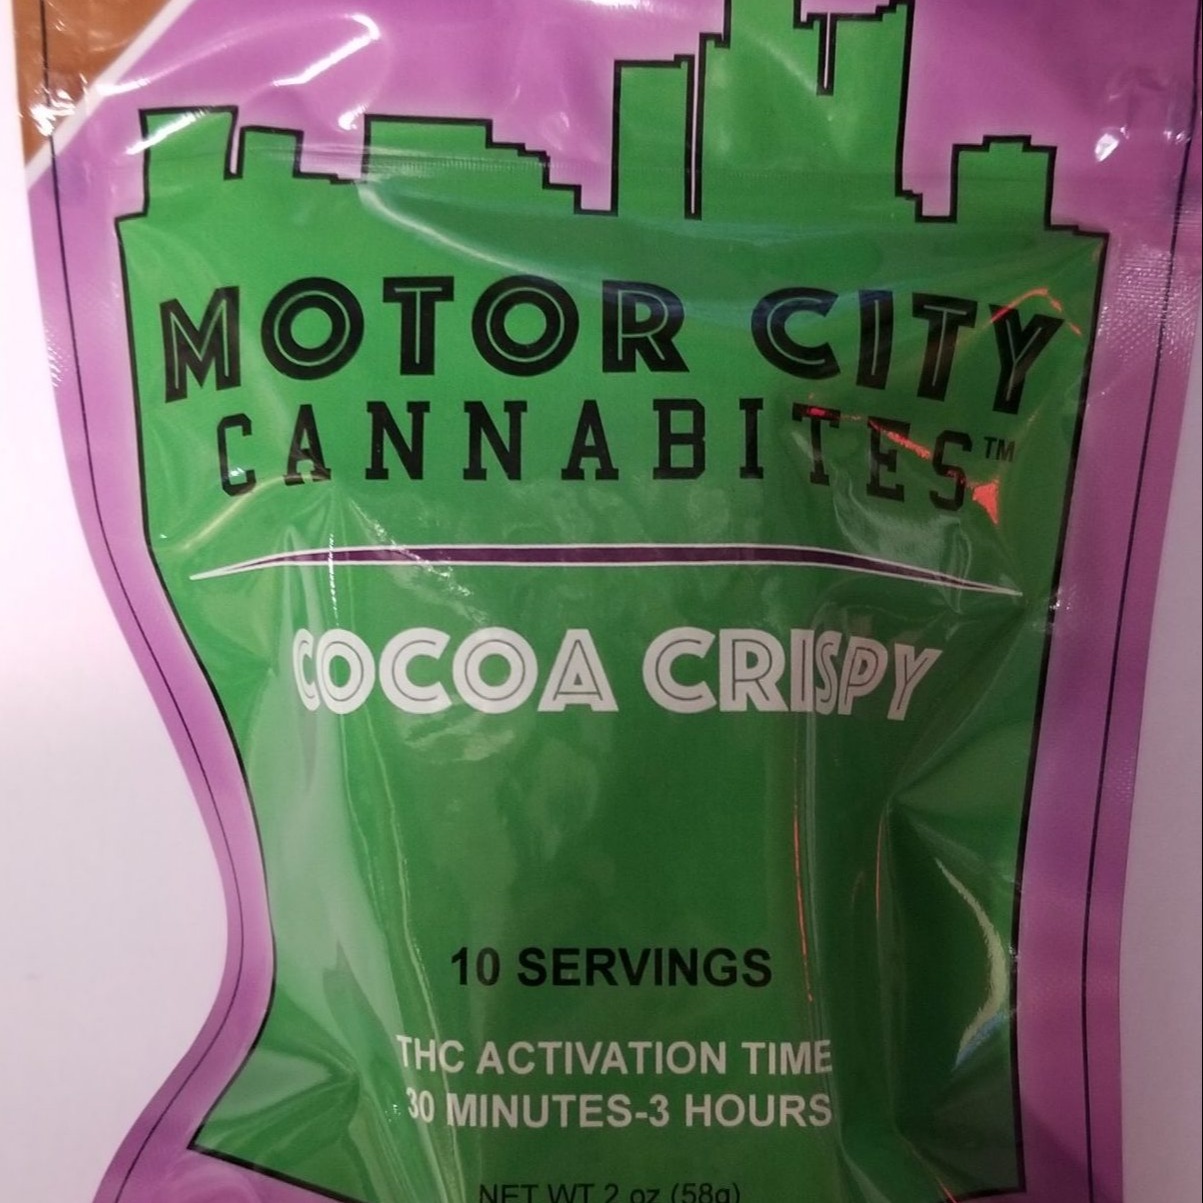 MOTOR CITY
CANNABITES™
COCOA CRISPY
10 SERVINGS
THC ACTIVATION TIME
30 MINUTES-3 HOURS
NET WT 2 oz (58g)